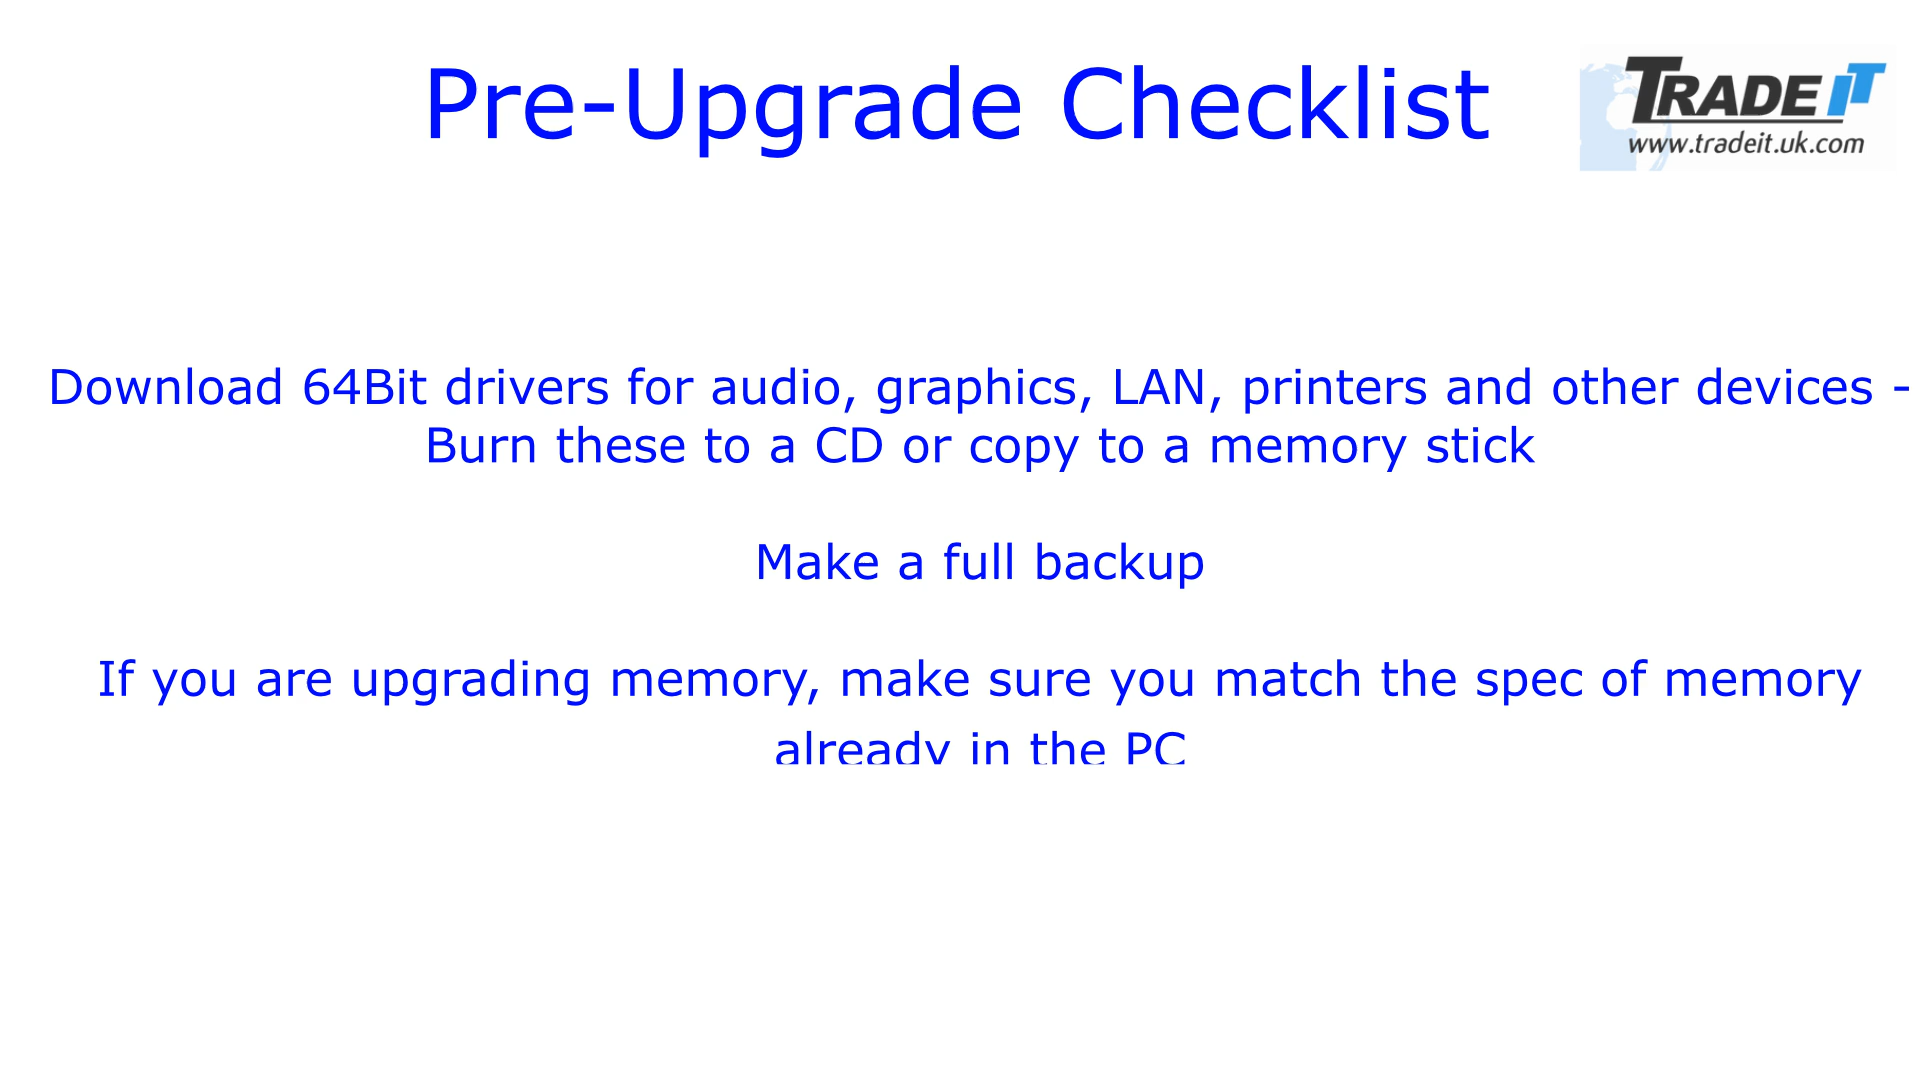 Pre-Upgrade Checklist
TRADE IT
www.tradeit.uk.com
Download 64Bit drivers for audio, graphics, LAN, printers and other devices -
Burn these to a CD or copy to a memory stick
Make a full backup
If you are upgrading memory, make sure you match the spec of memory
already in the PC